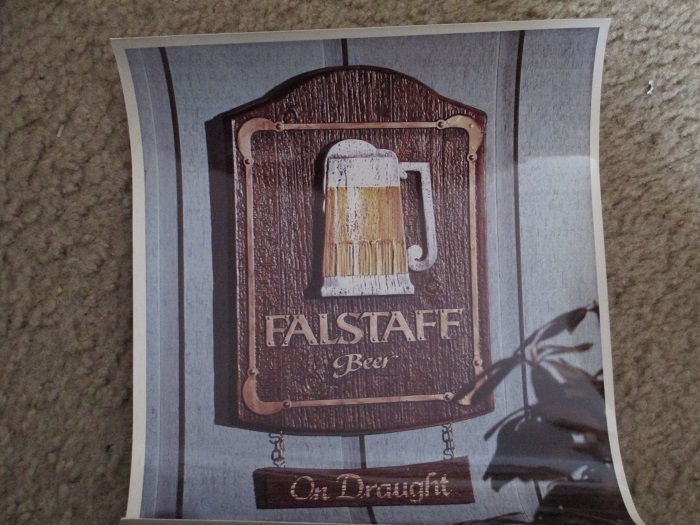 FALSTAFF
Beer
On Draught